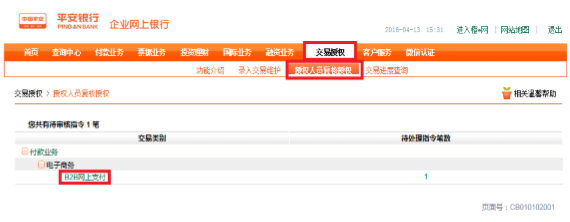 中国平安 平安银行 PINGAN BANK 企业网上银行
2016-04-13 15:31 进入橙e网 | 网站地图 | 退出
首页 查询中心 付款业务 票据业务 投资理财 国际业务 融资业务 交易授权 客户服务 微信认证
功能介绍 录入交易维护 授权人员复核授权 交易进度查询
交易授权 > 授权人员复核授权 相关温馨帮助
您共有待审核指令 1 笔
交易类别 待处理指令笔数
付款业务
电子商务
B2B网上支付 1
页面号：CB010102001